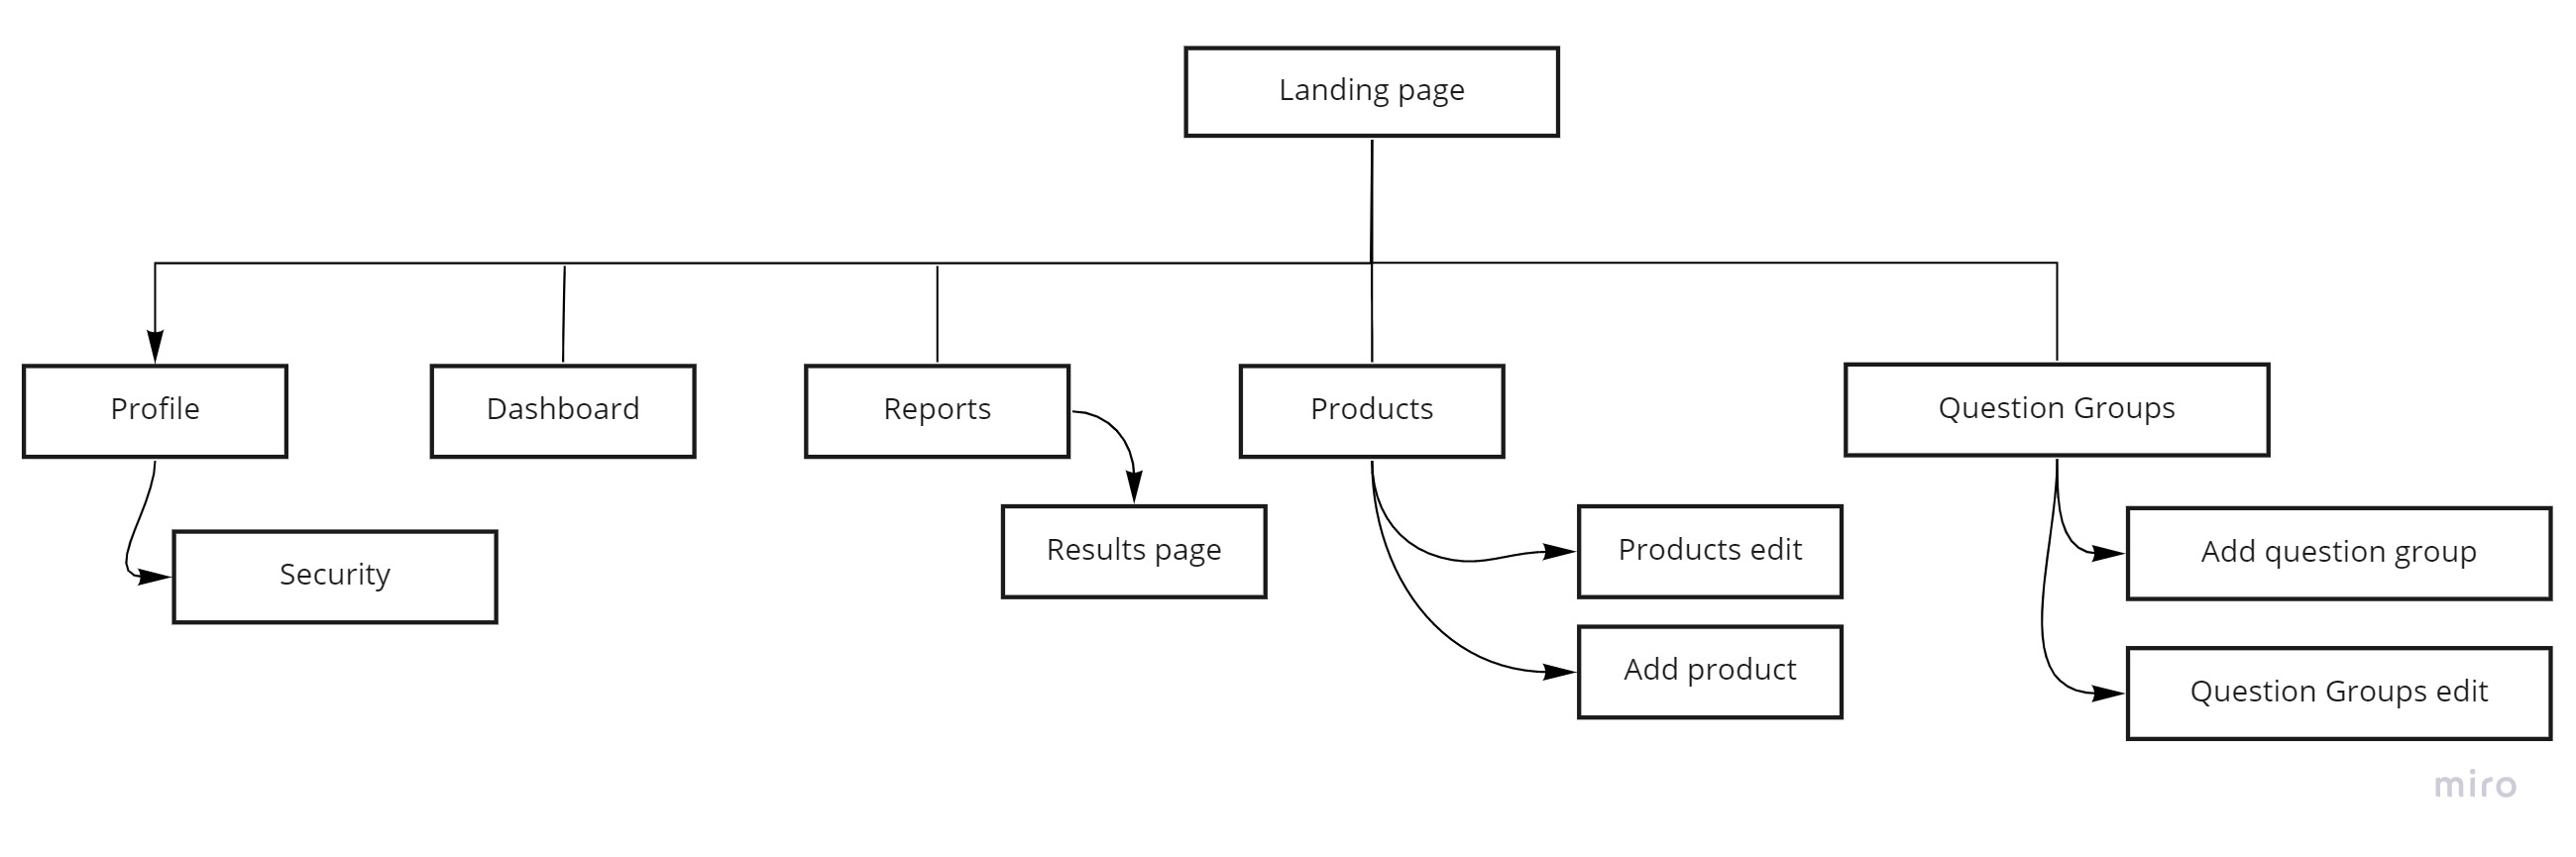 Landing page
Profile
Dashboard
Reports
Products
Question Groups
Security
Results page
Products edit
Add question group
Add product
Question Groups edit
miro